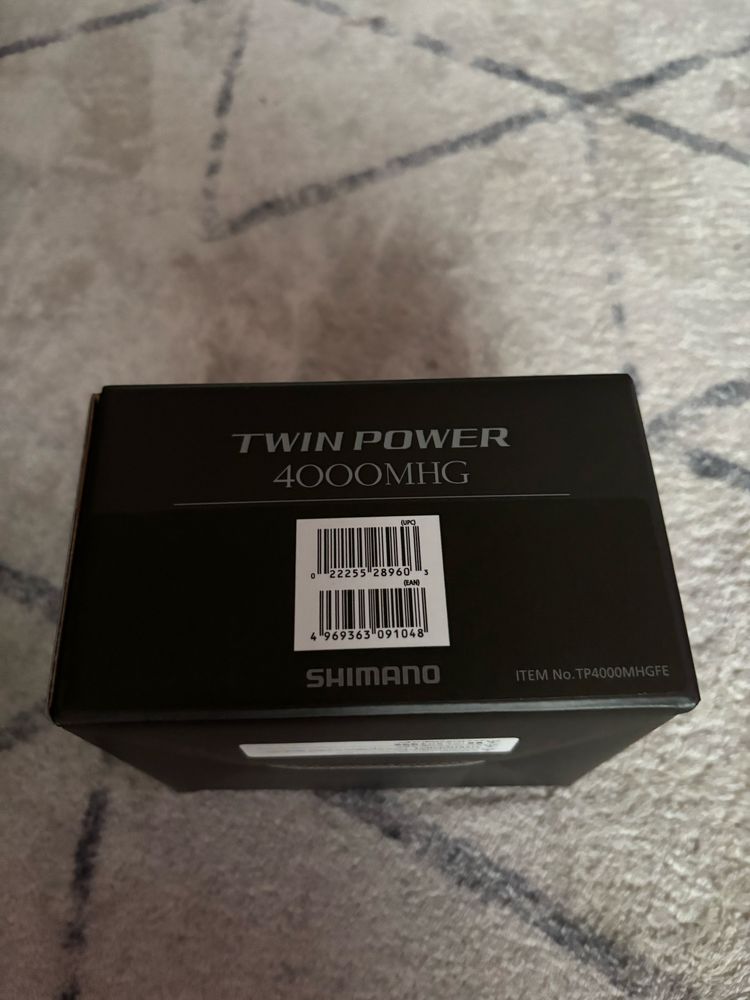 TWIN POWER
4000MHG
(UPC)
0 22255 28960 3
(EAN)
4 969363 091048
SHIMANO
ITEM No.TP4000MHGFE